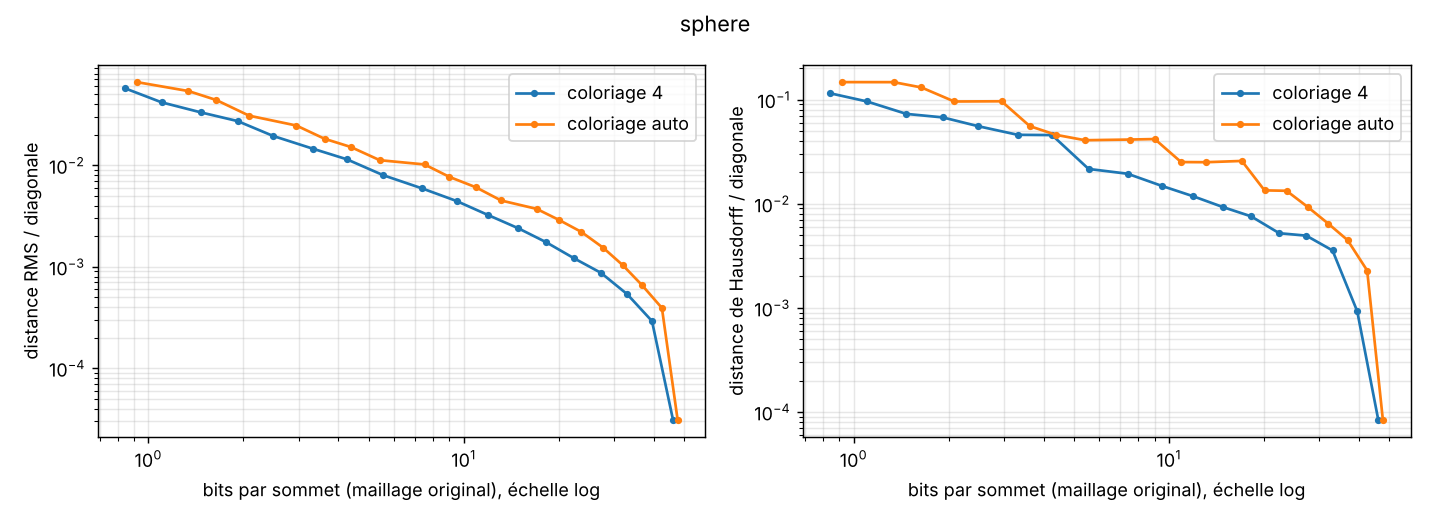 sphere
distance RMS / diagonale
10⁻²
10⁻³
10⁻⁴
10⁰
10¹
bits par sommet (maillage original), échelle log
coloriage 4
coloriage auto
distance de Hausdorff / diagonale
10⁻¹
10⁻²
10⁻³
10⁻⁴
10⁰
10¹
bits par sommet (maillage original), échelle log
coloriage 4
coloriage auto